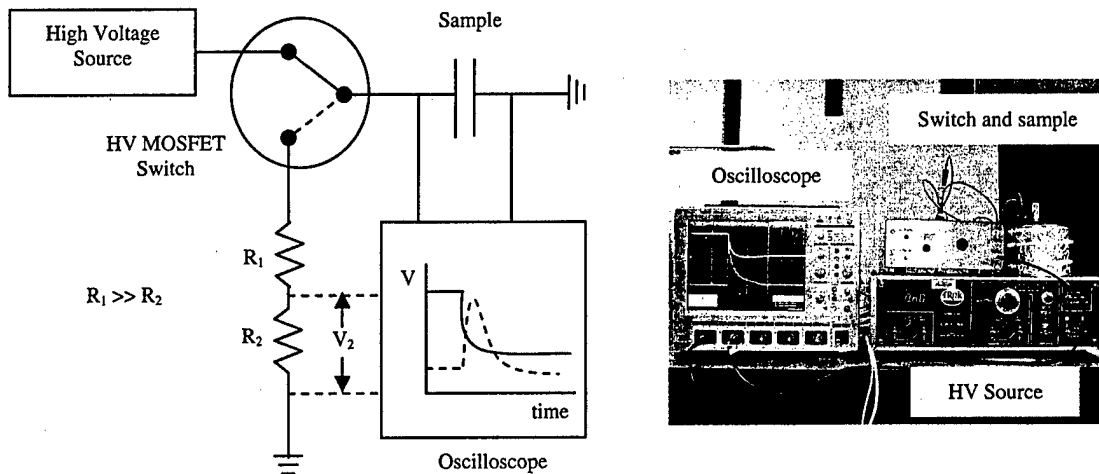 High Voltage
Source
Sample
HV MOSFET
Switch
R₁
R₁ >> R₂
R₂
V₂
V
time
Oscilloscope
Switch and sample
Oscilloscope
HV Source